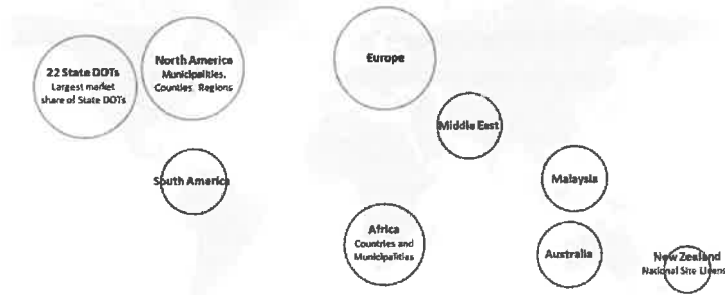 22 State DOTs
Largest market
share of State DOTs
North America
Municipalities,
Counties, Regions
Europe
Middle East
South America
Malaysia
Africa
Countries and
Municipalities
Australia
New Zealand
National Site Licens